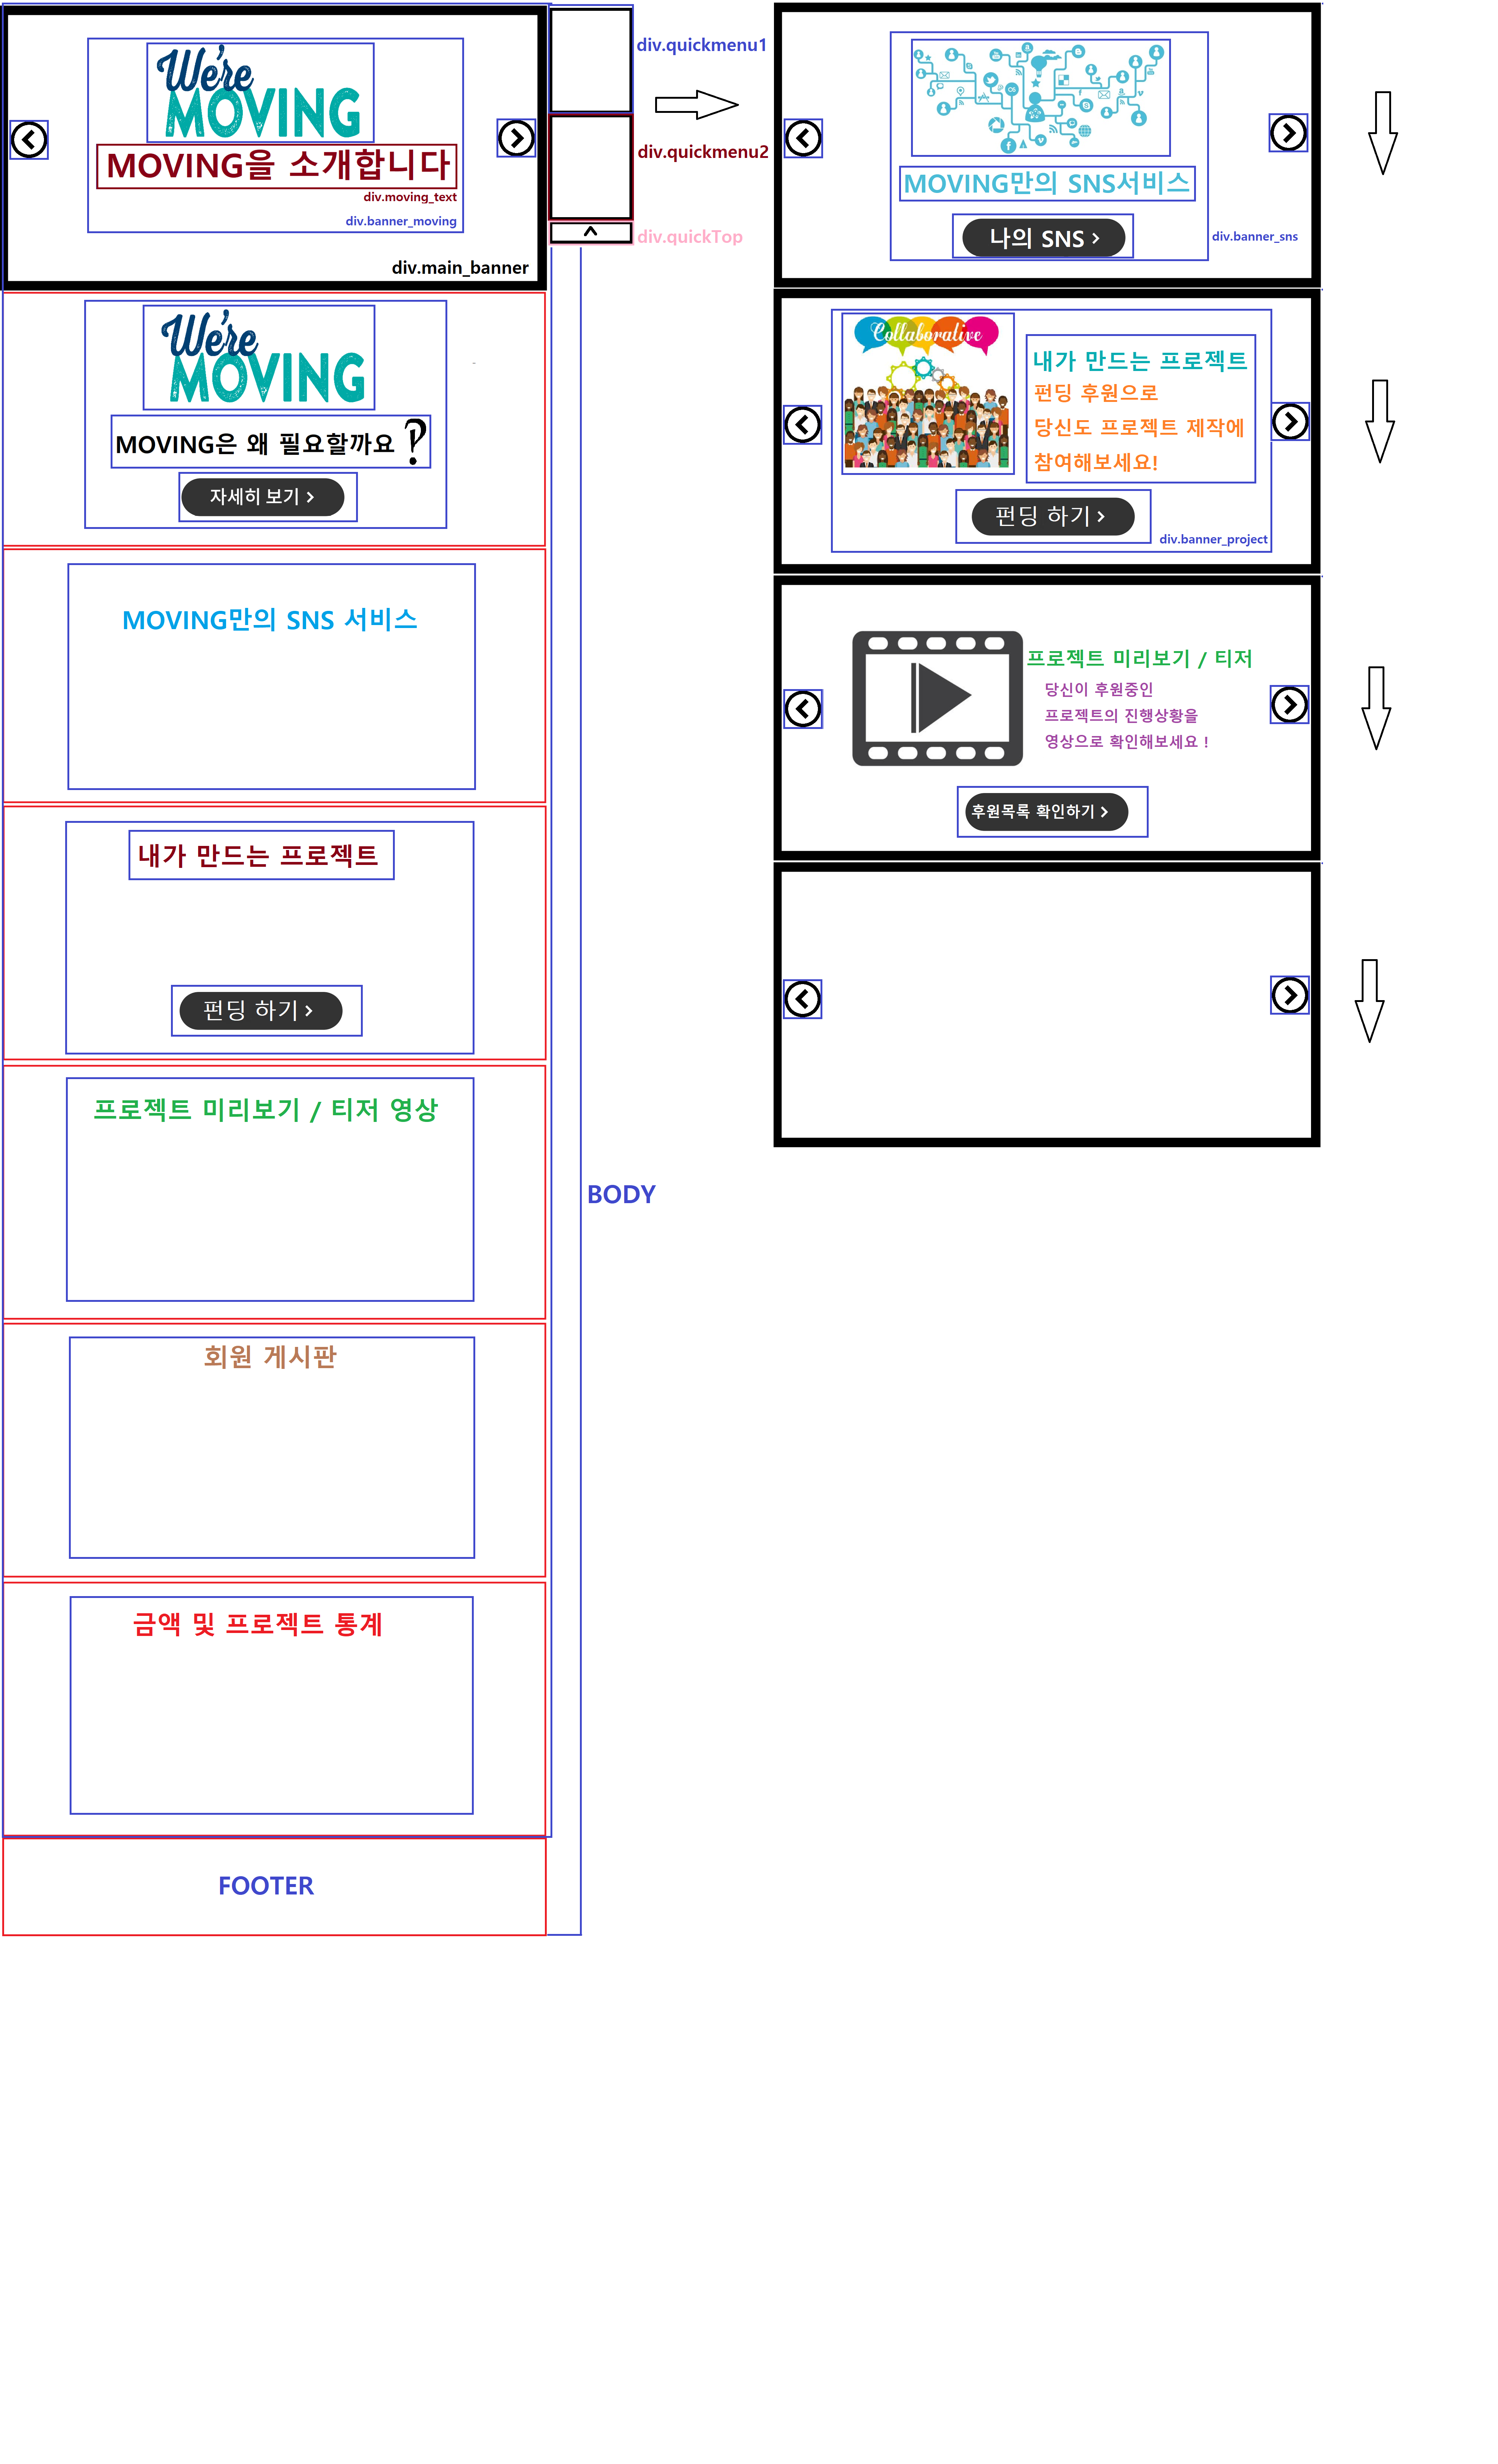 We're
MOVING
MOVING을 소개합니다
div.moving_text
div.banner_moving
div.main_banner
div.quickmenu1
div.quickmenu2
div.quickTop
We're
MOVING
MOVING은 왜 필요할까요?
자세히 보기
MOVING만의 SNS 서비스
내가 만드는 프로젝트
펀딩 하기
프로젝트 미리보기 / 티저 영상
회원 게시판
금액 및 프로젝트 통계
BODY
FOOTER
MOVING만의 SNS서비스
나의 SNS
div.banner_sns
Collaborative
내가 만드는 프로젝트
펀딩 후원으로
당신도 프로젝트 제작에
참여해보세요!
펀딩 하기
div.banner_project
프로젝트 미리보기 / 티저
당신이 후원중인
프로젝트의 진행상황을
영상으로 확인해보세요 !
후원목록 확인하기